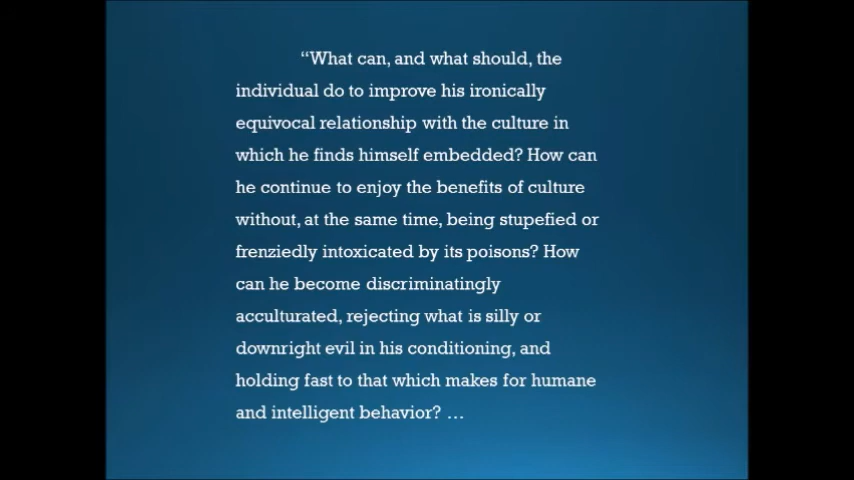 “What can, and what should, the
individual do to improve his ironically
equivocal relationship with the culture in
which he finds himself embedded? How can
he continue to enjoy the benefits of culture
without, at the same time, being stupefied or
frenziedly intoxicated by its poisons? How
can he become discriminatingly
acculturated, rejecting what is silly or
downright evil in his conditioning, and
holding fast to that which makes for humane
and intelligent behavior? …